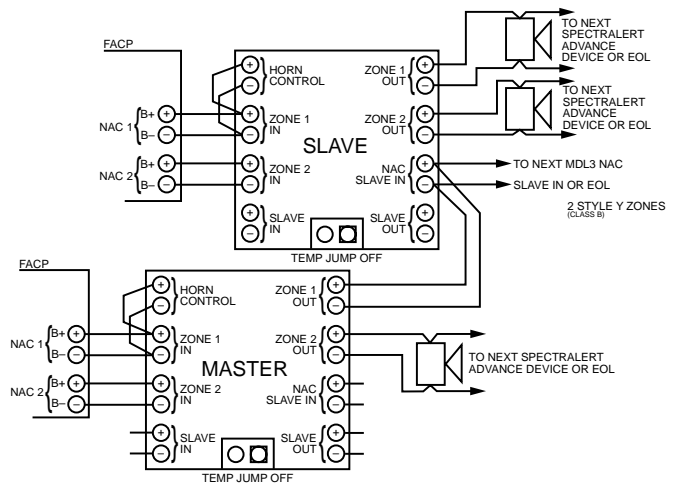 FACP
NAC 1
B+ +
B– –
NAC 2
B+ +
B– –
+ HORN
– CONTROL
+ ZONE 1
– IN
+ ZONE 2
– IN
+ SLAVE
– IN
SLAVE
ZONE 1 +
OUT –
ZONE 2 +
OUT –
NAC +
SLAVE IN –
SLAVE +
OUT –
TEMP JUMP OFF
TO NEXT
SPECTRALERT
ADVANCE
DEVICE OR EOL
TO NEXT
SPECTRALERT
ADVANCE
DEVICE OR EOL
TO NEXT MDL3 NAC
SLAVE IN OR EOL
2 STYLE Y ZONES
(CLASS B)
FACP
NAC 1
B+ +
B– –
NAC 2
B+ +
B– –
+ HORN
– CONTROL
+ ZONE 1
– IN
+ ZONE 2
– IN
+ SLAVE
– IN
MASTER
ZONE 1 +
OUT –
ZONE 2 +
OUT –
NAC +
SLAVE IN –
SLAVE +
OUT –
TEMP JUMP OFF
TO NEXT SPECTRALERT
ADVANCE DEVICE OR EOL